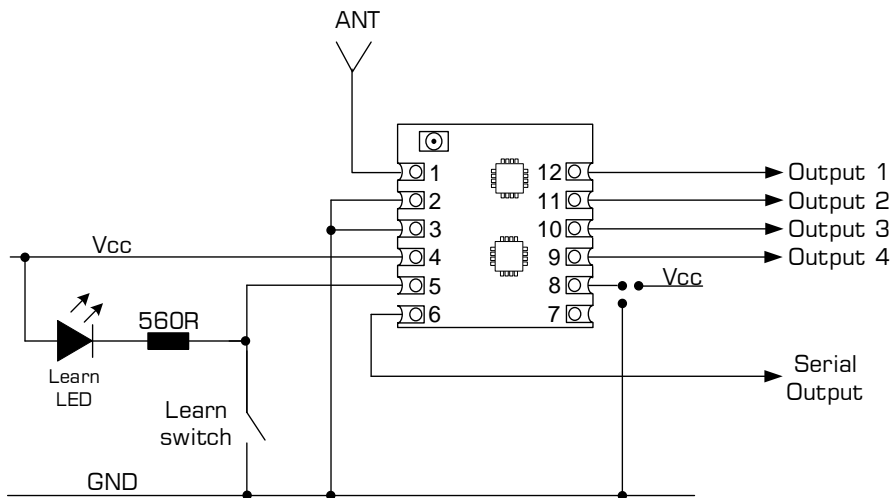 ANT
1
2
3
4
5
6
12
11
10
9
8
7
Output 1
Output 2
Output 3
Output 4
Vcc
Vcc
560R
Learn
LED
Learn
switch
Serial
Output
GND